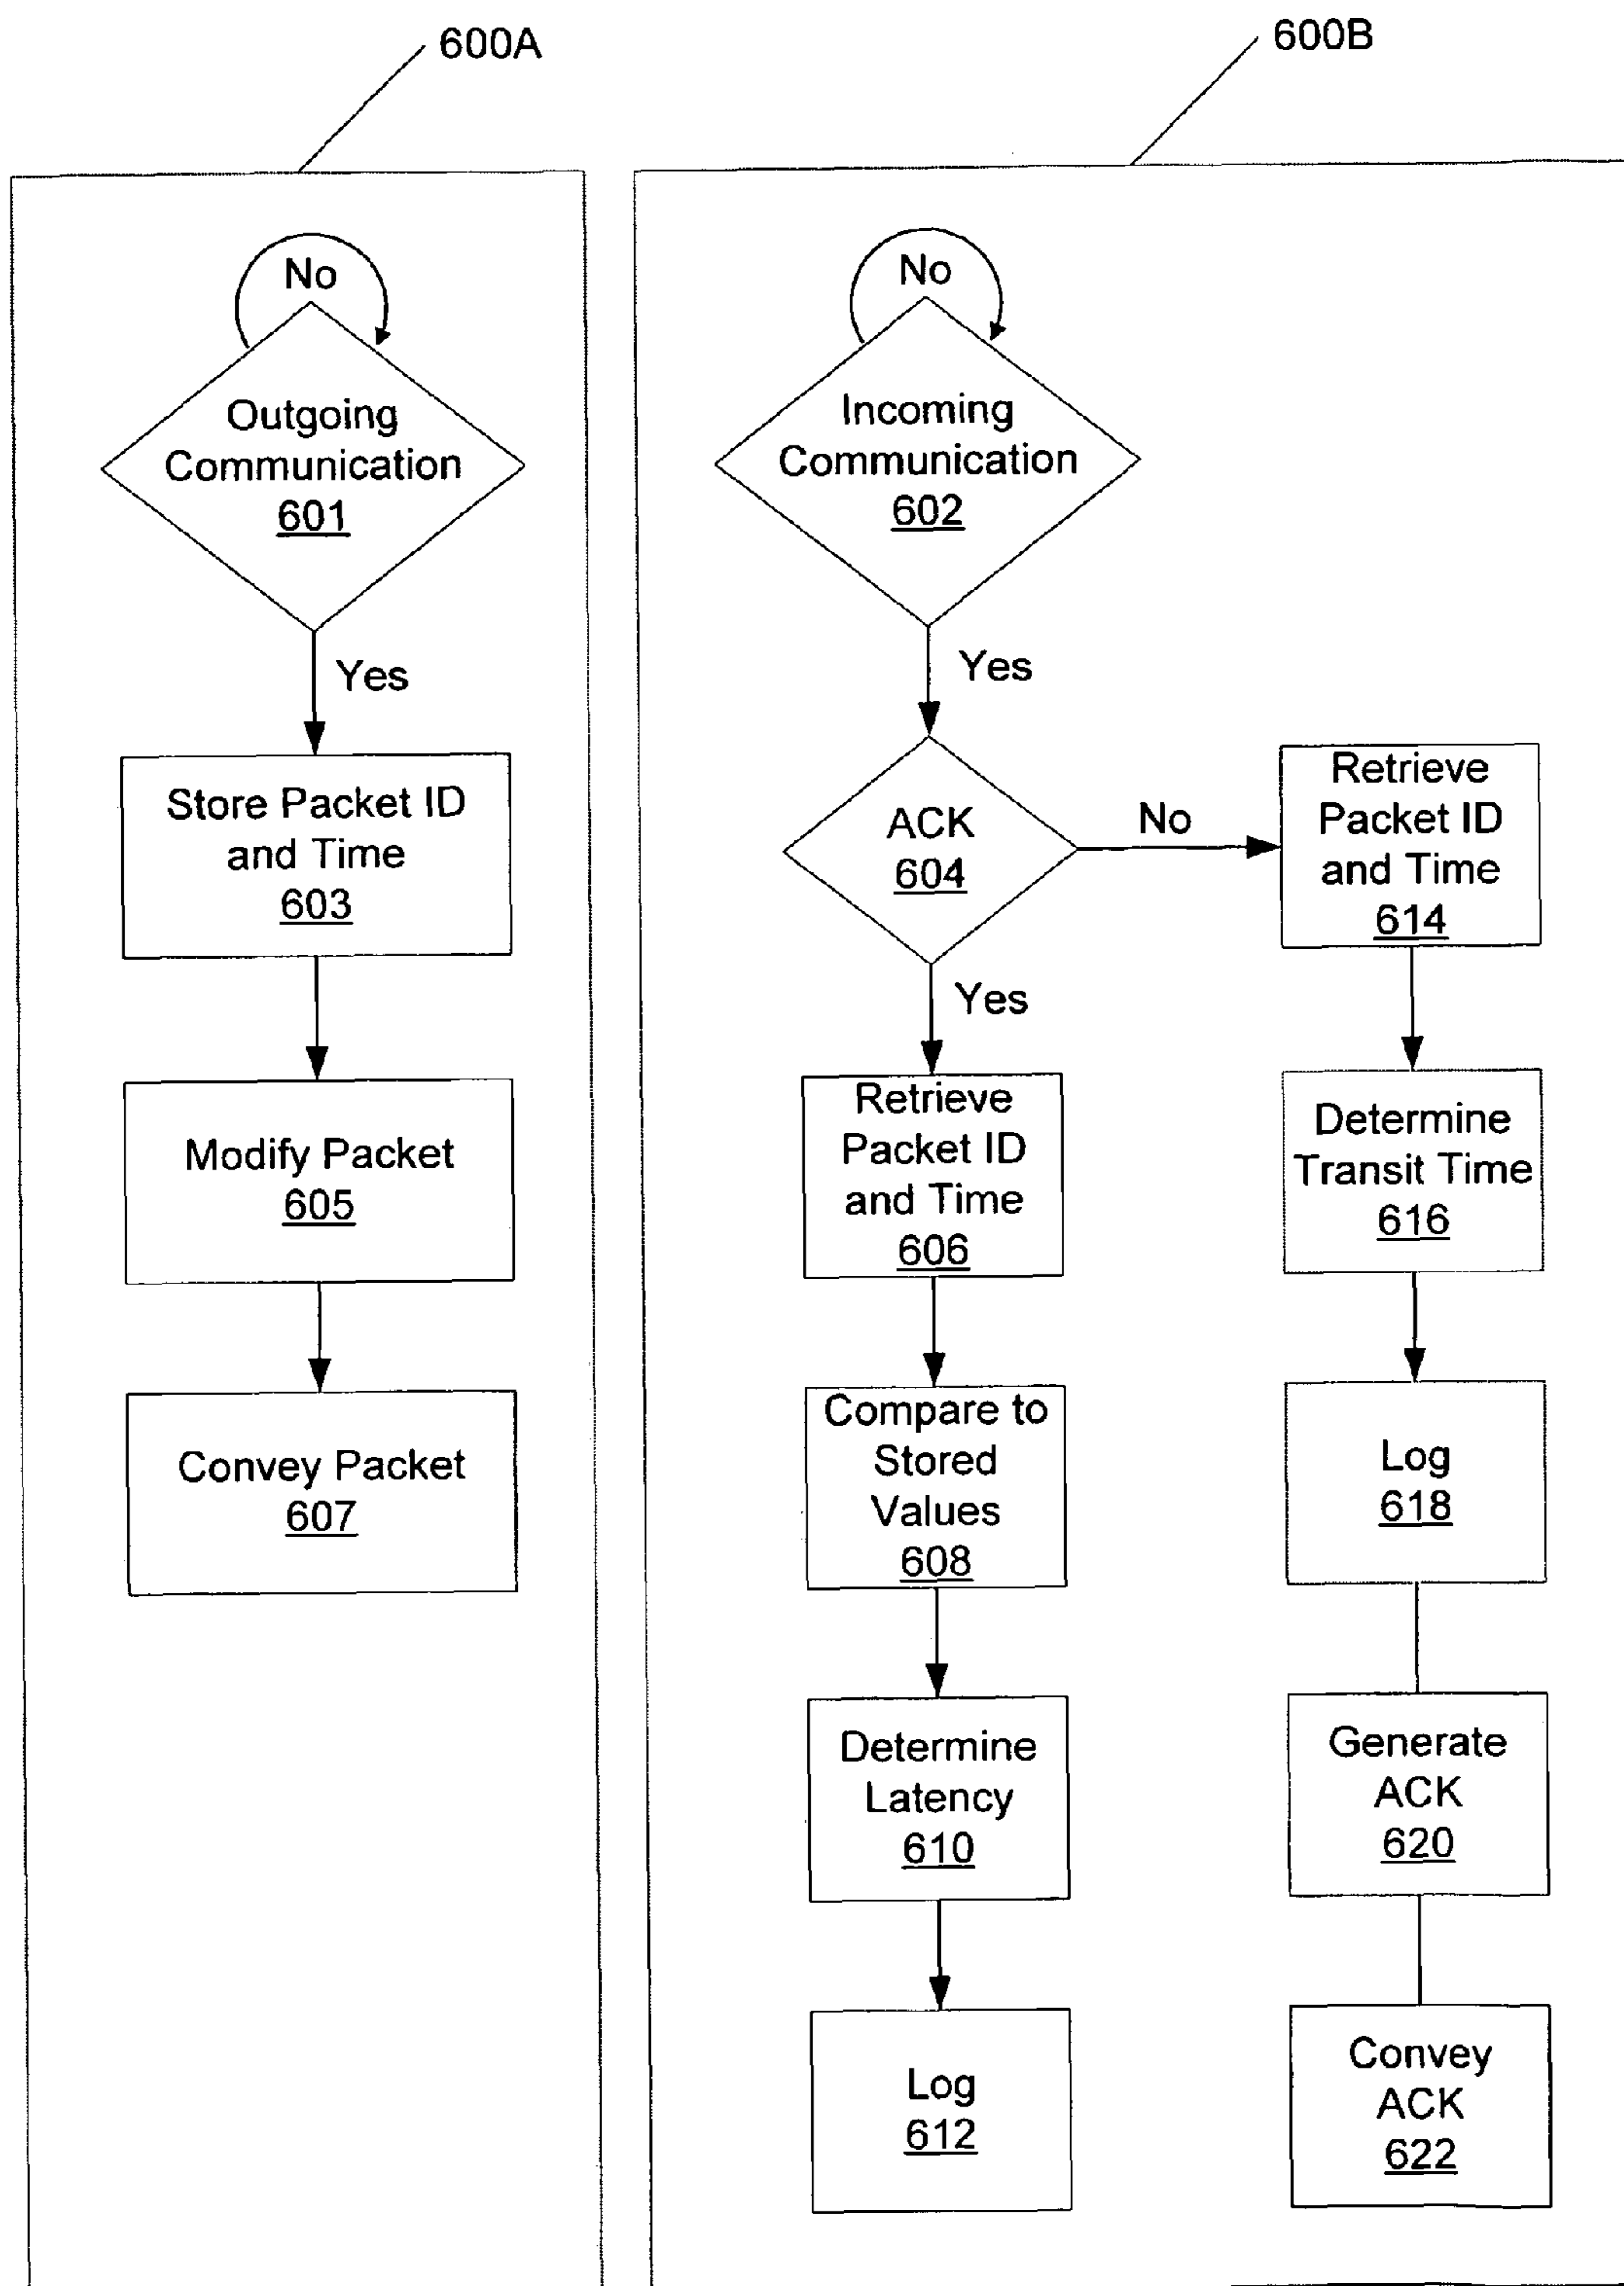 600A
600B
No
Outgoing
Communication
601
Yes
Store Packet ID
and Time
603
Modify Packet
605
Convey Packet
607
No
Incoming
Communication
602
Yes
ACK
604
No
Yes
Retrieve
Packet ID
and Time
606
Compare to
Stored
Values
608
Determine
Latency
610
Log
612
Retrieve
Packet ID
and Time
614
Determine
Transit Time
616
Log
618
Generate
ACK
620
Convey
ACK
622